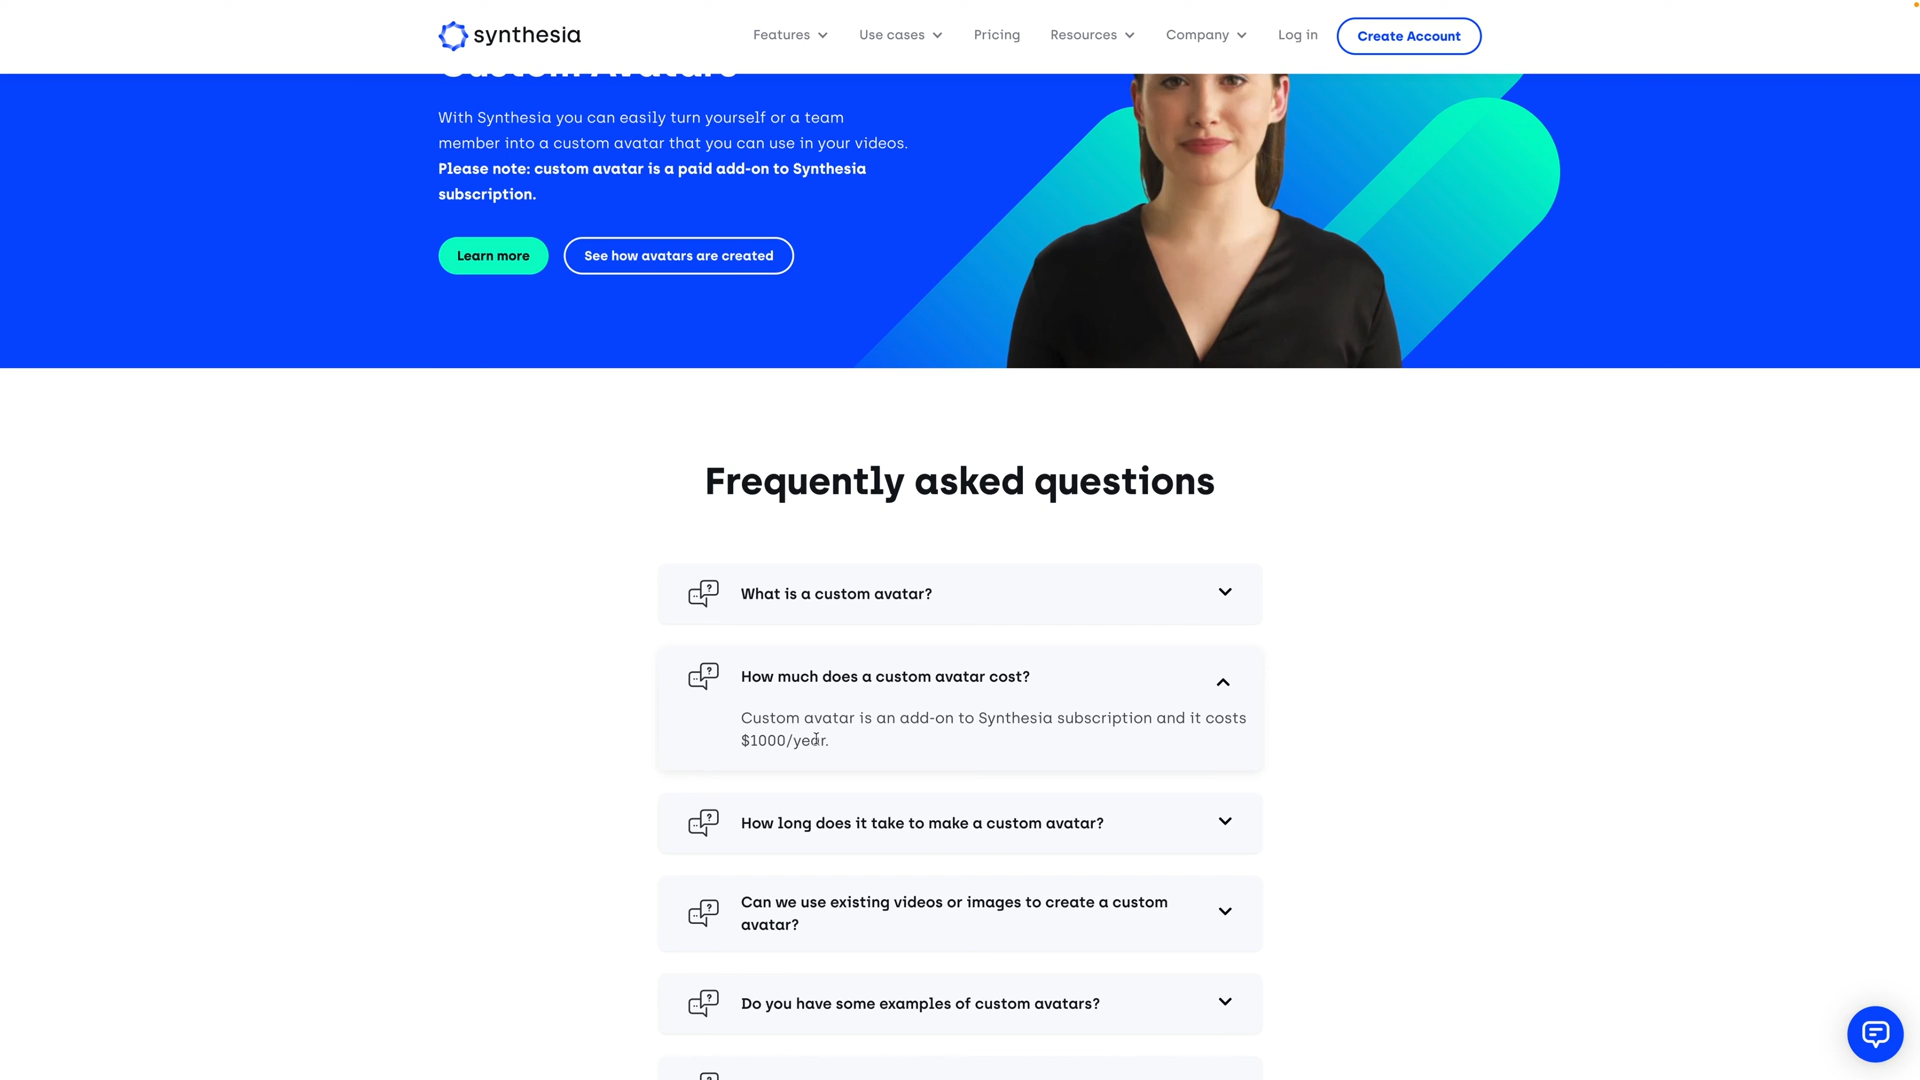 synthesia
Features
Use cases
Pricing
Resources
Company
Log in
Create Account
Custom Avatars
With Synthesia you can easily turn yourself or a team
member into a custom avatar that you can use in your videos.
Please note: custom avatar is a paid add-on to Synthesia
subscription.
Learn more
See how avatars are created
Frequently asked questions
What is a custom avatar?
How much does a custom avatar cost?
Custom avatar is an add-on to Synthesia subscription and it costs
$1000/year.
How long does it take to make a custom avatar?
Can we use existing videos or images to create a custom
avatar?
Do you have some examples of custom avatars?